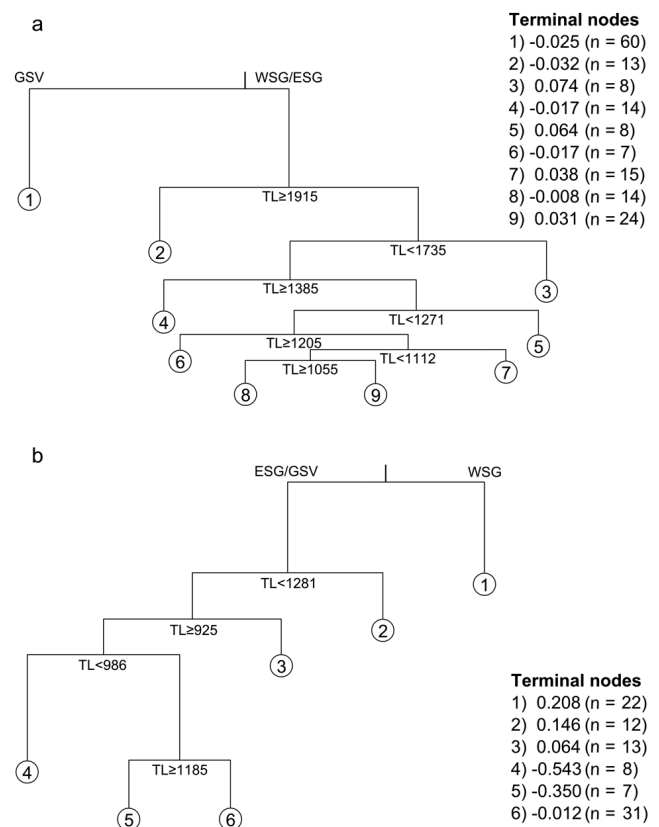 a
GSV
WSG/ESG
Terminal nodes
1) -0.025 (n = 60)
2) -0.032 (n = 13)
3) 0.074 (n = 8)
4) -0.017 (n = 14)
5) 0.064 (n = 8)
6) -0.017 (n = 7)
7) 0.038 (n = 15)
8) -0.008 (n = 14)
9) 0.031 (n = 24)
1
TL≥1915
2
TL<1735
TL≥1385
3
4
TL<1271
TL≥1205
5
6
TL<1112
TL≥1055
7
8
9
b
ESG/GSV
WSG
TL<1281
1
TL≥925
2
TL<986
3
4
TL≥1185
5
6
Terminal nodes
1) 0.208 (n = 22)
2) 0.146 (n = 12)
3) 0.064 (n = 13)
4) -0.543 (n = 8)
5) -0.350 (n = 7)
6) -0.012 (n = 31)